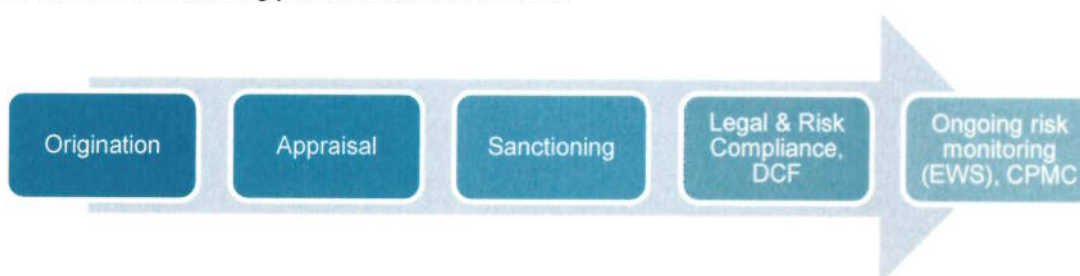 Origination
Appraisal
Sanctioning
Legal & Risk
Compliance,
DCF
Ongoing risk
monitoring
(EWS), CPMC